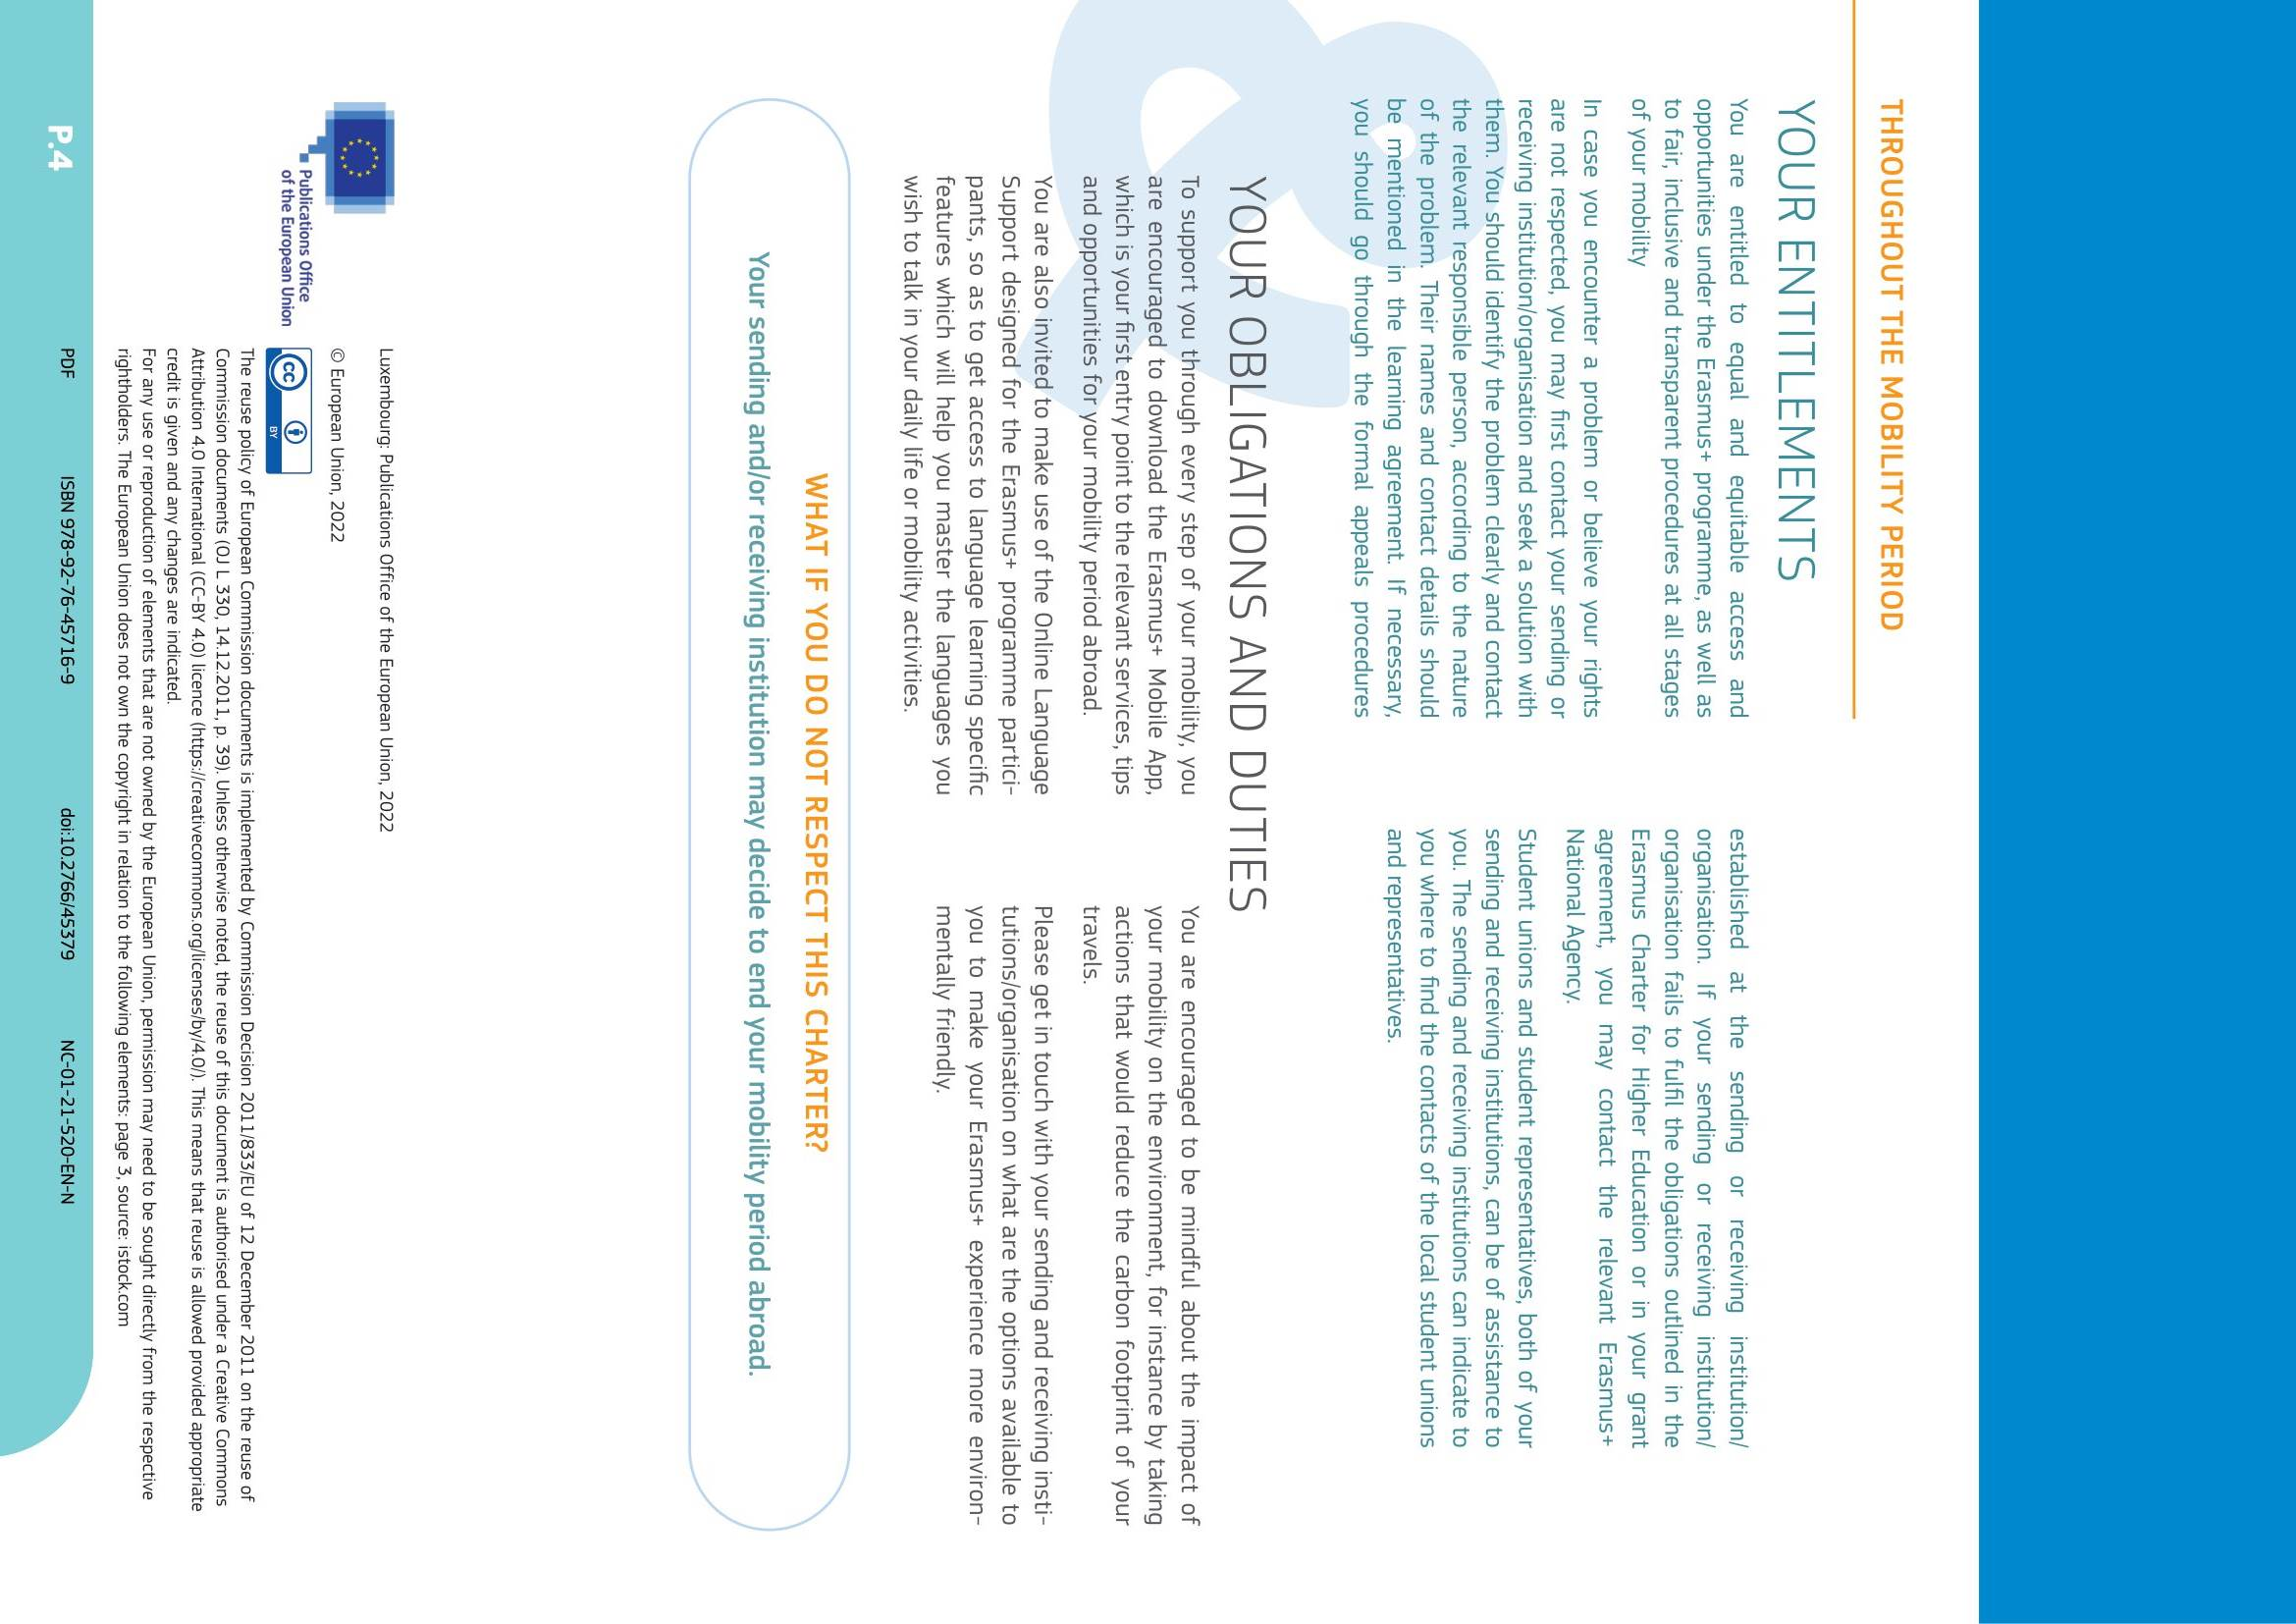 THROUGHOUT THE MOBILITY PERIOD
YOUR ENTITLEMENTS
You are entitled to equal and equitable access and
opportunities under the Erasmus+ programme, as well as
to fair, inclusive and transparent procedures at all stages
of your mobility
In case you encounter a problem or believe your rights
are not respected, you may first contact your sending or
receiving institution/organisation and seek a solution with
them. You should identify the problem clearly and contact
the relevant responsible person, according to the nature
of the problem. Their names and contact details should
be mentioned in the learning agreement. If necessary,
you should go through the formal appeals procedures
established at the sending or receiving institution/
organisation. If your sending or receiving institution/
organisation fails to fulfil the obligations outlined in the
Erasmus Charter for Higher Education or in your grant
agreement, you may contact the relevant Erasmus+
National Agency.
Student unions and student representatives, both of your
sending and receiving institutions, can be of assistance to
you. The sending and receiving institutions can indicate to
you where to find the contacts of the local student unions
and representatives.
&
YOUR OBLIGATIONS AND DUTIES
To support you through every step of your mobility, you
are encouraged to download the Erasmus+ Mobile App,
which is your first entry point to the relevant services, tips
and opportunities for your mobility period abroad.
You are also invited to make use of the Online Language
Support designed for the Erasmus+ programme partici-
pants, so as to get access to language learning specific
features which will help you master the languages you
wish to talk in your daily life or mobility activities.
You are encouraged to be mindful about the impact of
your mobility on the environment, for instance by taking
actions that would reduce the carbon footprint of your
travels.
Please get in touch with your sending and receiving insti-
tutions/organisation on what are the options available to
you to make your Erasmus+ experience more environ-
mentally friendly.
WHAT IF YOU DO NOT RESPECT THIS CHARTER?
Your sending and/or receiving institution may decide to end your mobility period abroad.
Publications Office
of the European Union
Luxembourg: Publications Office of the European Union, 2022
© European Union, 2022
cc BY
The reuse policy of European Commission documents is implemented by Commission Decision 2011/833/EU of 12 December 2011 on the reuse of
Commission documents (OJ L 330, 14.12.2011, p. 39). Unless otherwise noted, the reuse of this document is authorised under a Creative Commons
Attribution 4.0 International (CC-BY 4.0) licence (https://creativecommons.org/licenses/by/4.0/). This means that reuse is allowed provided appropriate
credit is given and any changes are indicated.
For any use or reproduction of elements that are not owned by the European Union, permission may need to be sought directly from the respective
rightholders. The European Union does not own the copyright in relation to the following elements: page 3, source: istock.com
P.4
PDF ISBN 978-92-76-45716-9 doi:10.2766/45379 NC-01-21-520-EN-N